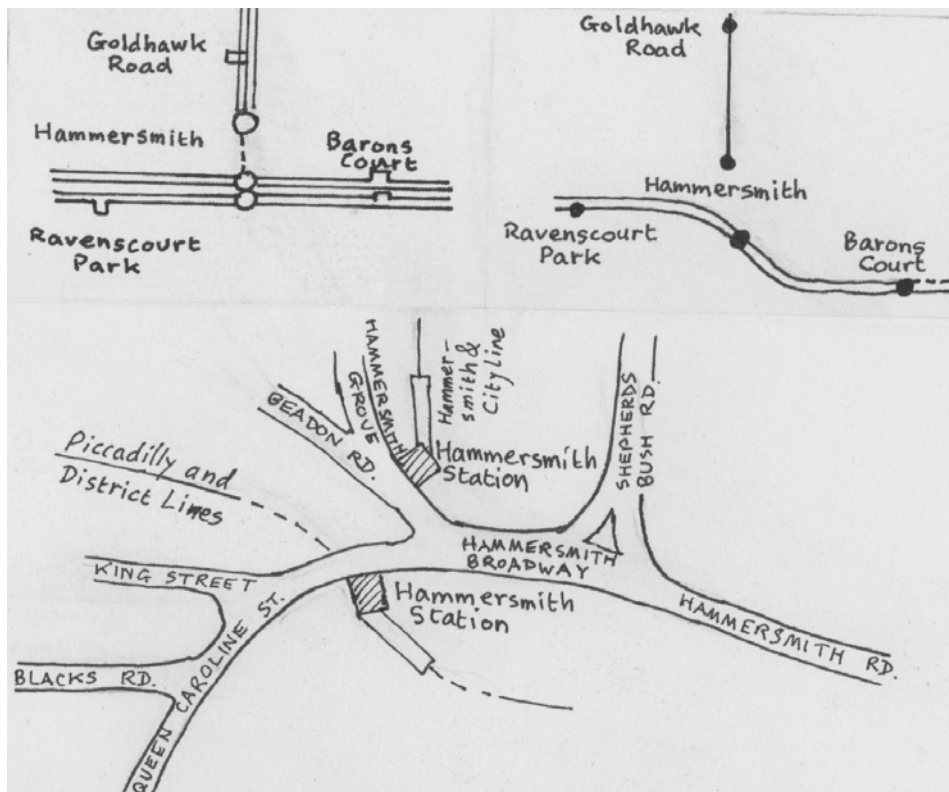 Goldhawk
Road
Hammersmith
Barons
Court
Ravenscourt
Park
Goldhawk
Road
Hammersmith
Ravenscourt
Park
Barons
Court
HAMMERSMITH
GROVE
Hammer-
smith &
City Line
BEADON RD.
SHEPHERDS
BUSH RD.
Hammersmith
Station
Piccadilly and
District Lines
HAMMERSMITH
BROADWAY
KING STREET
Hammersmith
Station
HAMMERSMITH RD.
BLACKS RD.
QUEEN CAROLINE ST.